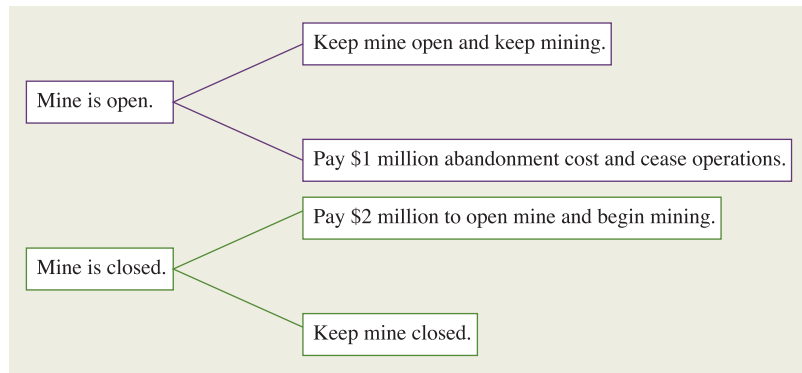 Keep mine open and keep mining.
Mine is open.
Pay $1 million abandonment cost and cease operations.
Pay $2 million to open mine and begin mining.
Mine is closed.
Keep mine closed.